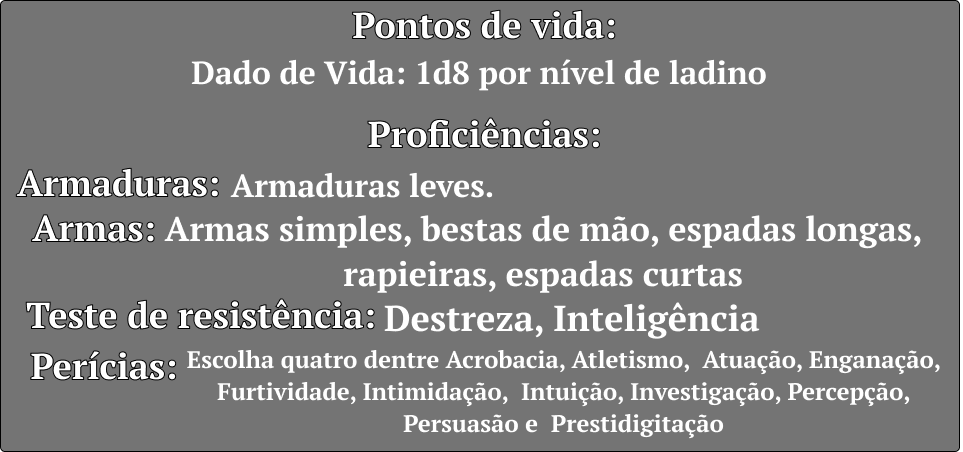 Pontos de vida:
Dado de Vida: 1d8 por nível de ladino
Proficiências:
Armaduras: Armaduras leves.
Armas: Armas simples, bestas de mão, espadas longas,
rapieiras, espadas curtas
Teste de resistência: Destreza, Inteligência
Perícias: Escolha quatro dentre Acrobacia, Atletismo, Atuação, Enganação,
Furtividade, Intimidação, Intuição, Investigação, Percepção,
Persuasão e Prestidigitação